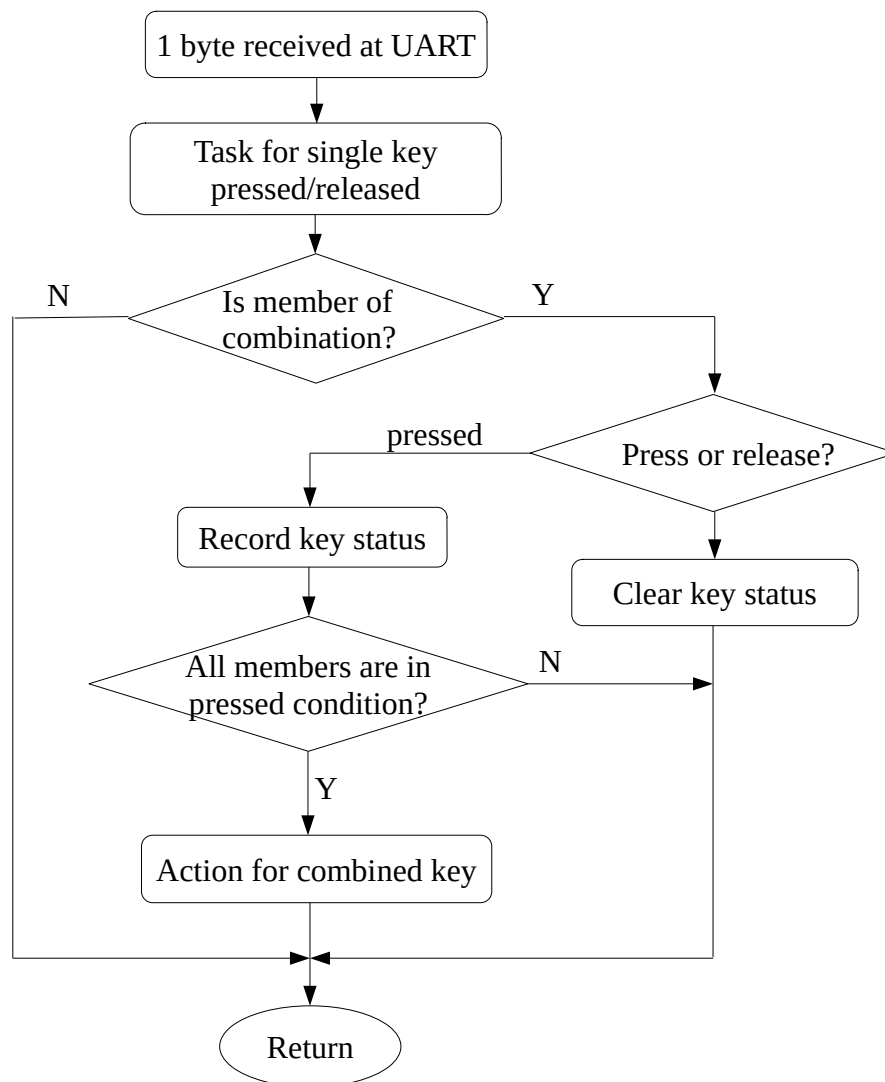 1 byte received at UART
Task for single key
pressed/released
N
Is member of
combination?
Y
pressed
Press or release?
Record key status
Clear key status
All members are in
pressed condition?
N
Y
Action for combined key
Return